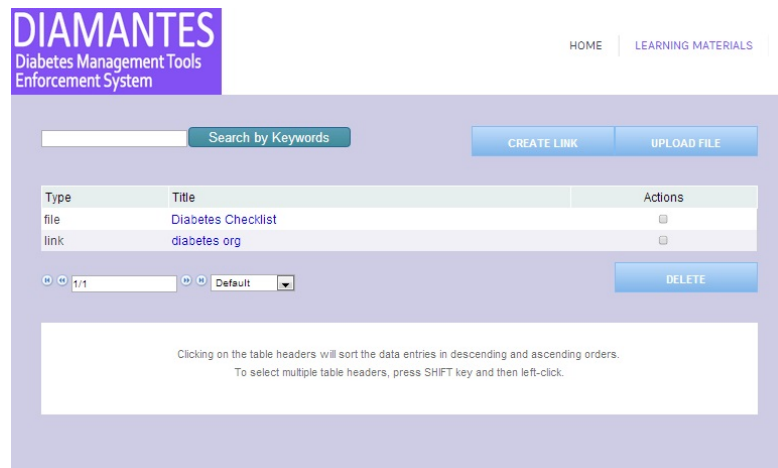 DIAMANTES
Diabetes Management Tools
Enforcement System
HOME
LEARNING MATERIALS
Search by Keywords
CREATE LINK
UPLOAD FILE
Type Title Actions
file Diabetes Checklist
link diabetes org
1/1
Default
DELETE
Clicking on the table headers will sort the data entries in descending and ascending orders.
To select multiple table headers, press SHIFT key and then left-click.